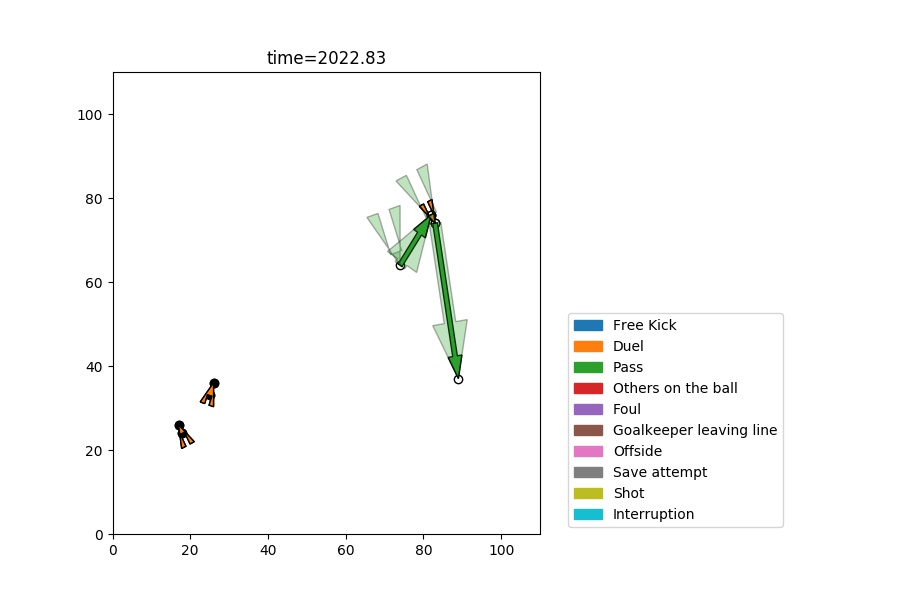 time=2022.83
100
80
60
40
20
0
0 20 40 60 80 100
Free Kick
Duel
Pass
Others on the ball
Foul
Goalkeeper leaving line
Offside
Save attempt
Shot
Interruption